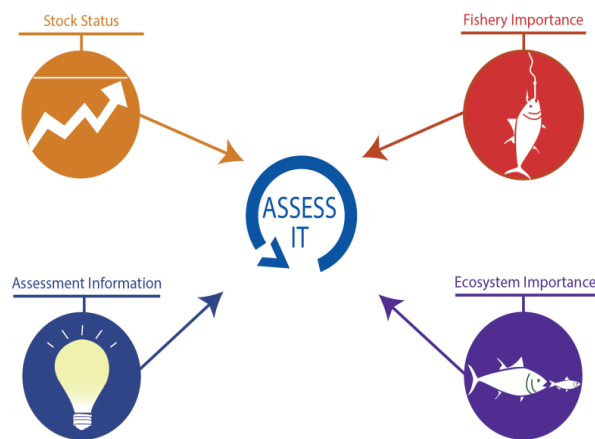 Stock Status
Fishery Importance
ASSESS
IT
Assessment Information
Ecosystem Importance